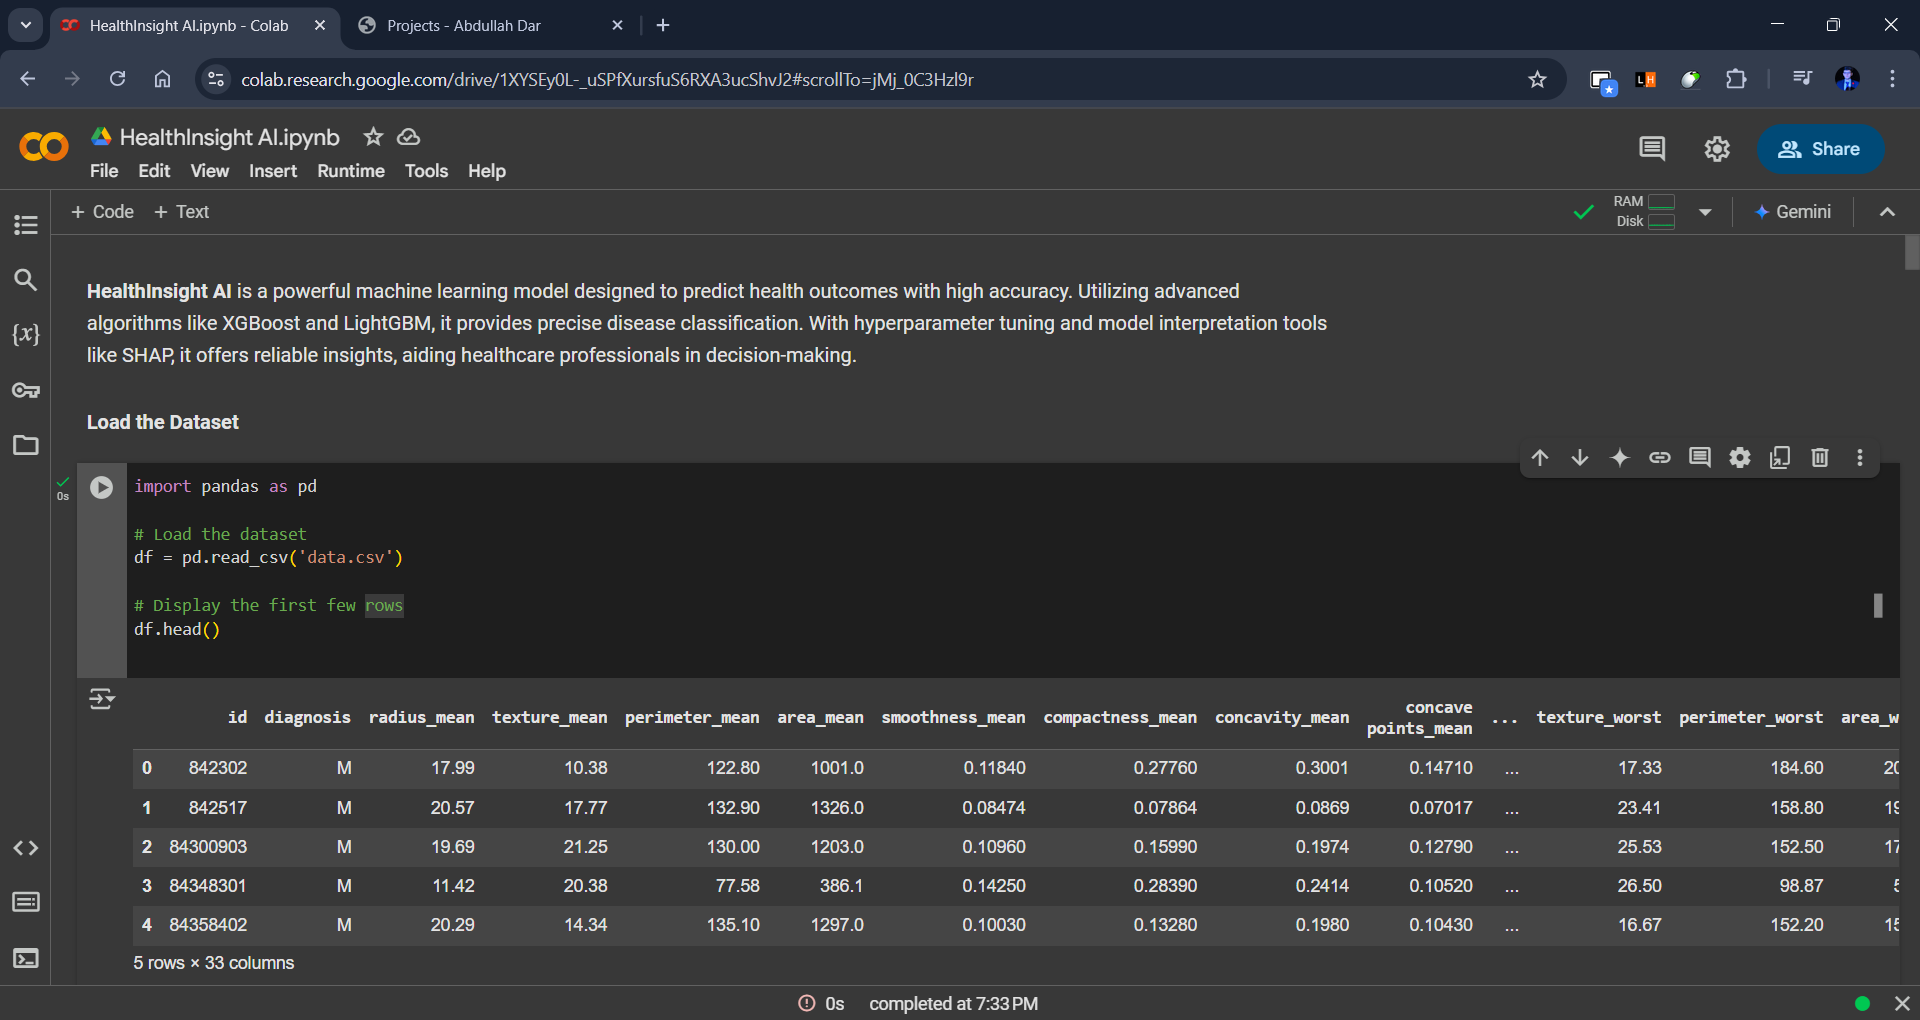 HealthInsight AI.ipynb - Colab
Projects - Abdullah Dar
colab.research.google.com/drive/1XYSEy0L-_uSPfXursfuS6RXA3ucShvJ2#scrollTo=jMj_0C3Hzl9r
LH
CO HealthInsight AI.ipynb
File Edit View Insert Runtime Tools Help
Share
+ Code + Text
RAM
Disk
Gemini
HealthInsight AI is a powerful machine learning model designed to predict health outcomes with high accuracy. Utilizing advanced
algorithms like XGBoost and LightGBM, it provides precise disease classification. With hyperparameter tuning and model interpretation tools
like SHAP, it offers reliable insights, aiding healthcare professionals in decision-making.
Load the Dataset
0s
import pandas as pd
# Load the dataset
df = pd.read_csv('data.csv')
# Display the first few rows
df.head()
id diagnosis radius_mean texture_mean perimeter_mean area_mean smoothness_mean compactness_mean concavity_mean concave points_mean ... texture_worst perimeter_worst area_w
0 842302 M 17.99 10.38 122.80 1001.0 0.11840 0.27760 0.3001 0.14710 ... 17.33 184.60 20
1 842517 M 20.57 17.77 132.90 1326.0 0.08474 0.07864 0.0869 0.07017 ... 23.41 158.80 19
2 84300903 M 19.69 21.25 130.00 1203.0 0.10960 0.15990 0.1974 0.12790 ... 25.53 152.50 17
3 84348301 M 11.42 20.38 77.58 386.1 0.14250 0.28390 0.2414 0.10520 ... 26.50 98.87 5
4 84358402 M 20.29 14.34 135.10 1297.0 0.10030 0.13280 0.1980 0.10430 ... 16.67 152.20 15
5 rows × 33 columns
0s completed at 7:33 PM